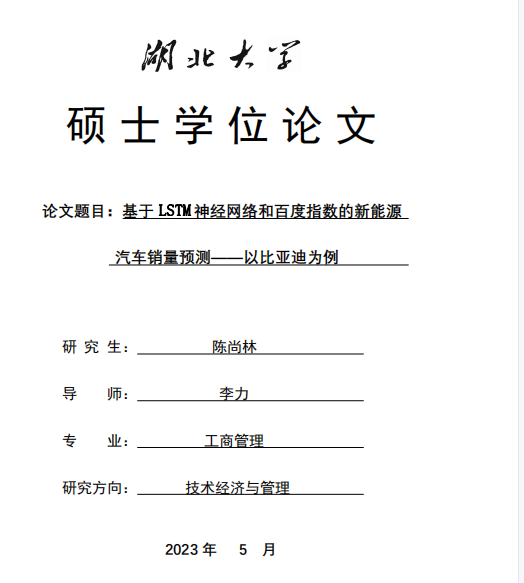 湖北大学
硕士学位论文
论文题目：基于 LSTM 神经网络和百度指数的新能源
汽车销量预测——以比亚迪为例
研 究 生： 陈尚林
导 师： 李力
专 业： 工商管理
研究方向： 技术经济与管理
2023 年 5 月